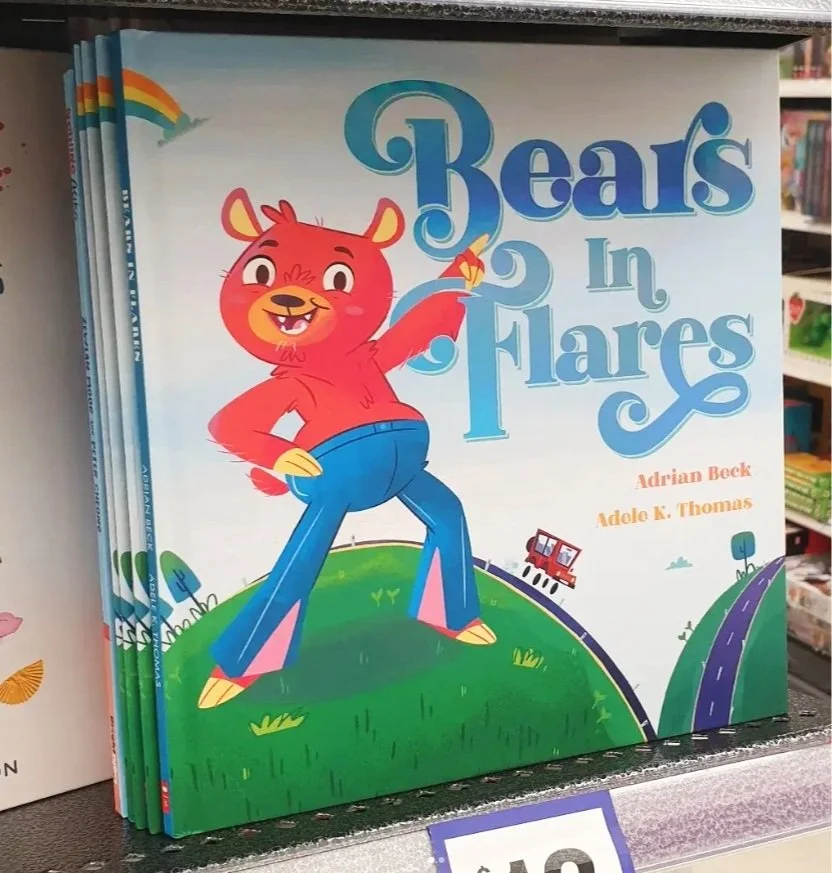 Bears
In
Flares
Adrian Beck
Adele K. Thomas
BEARS IN FLARES
ADRIAN BECK ADELE K. THOMAS